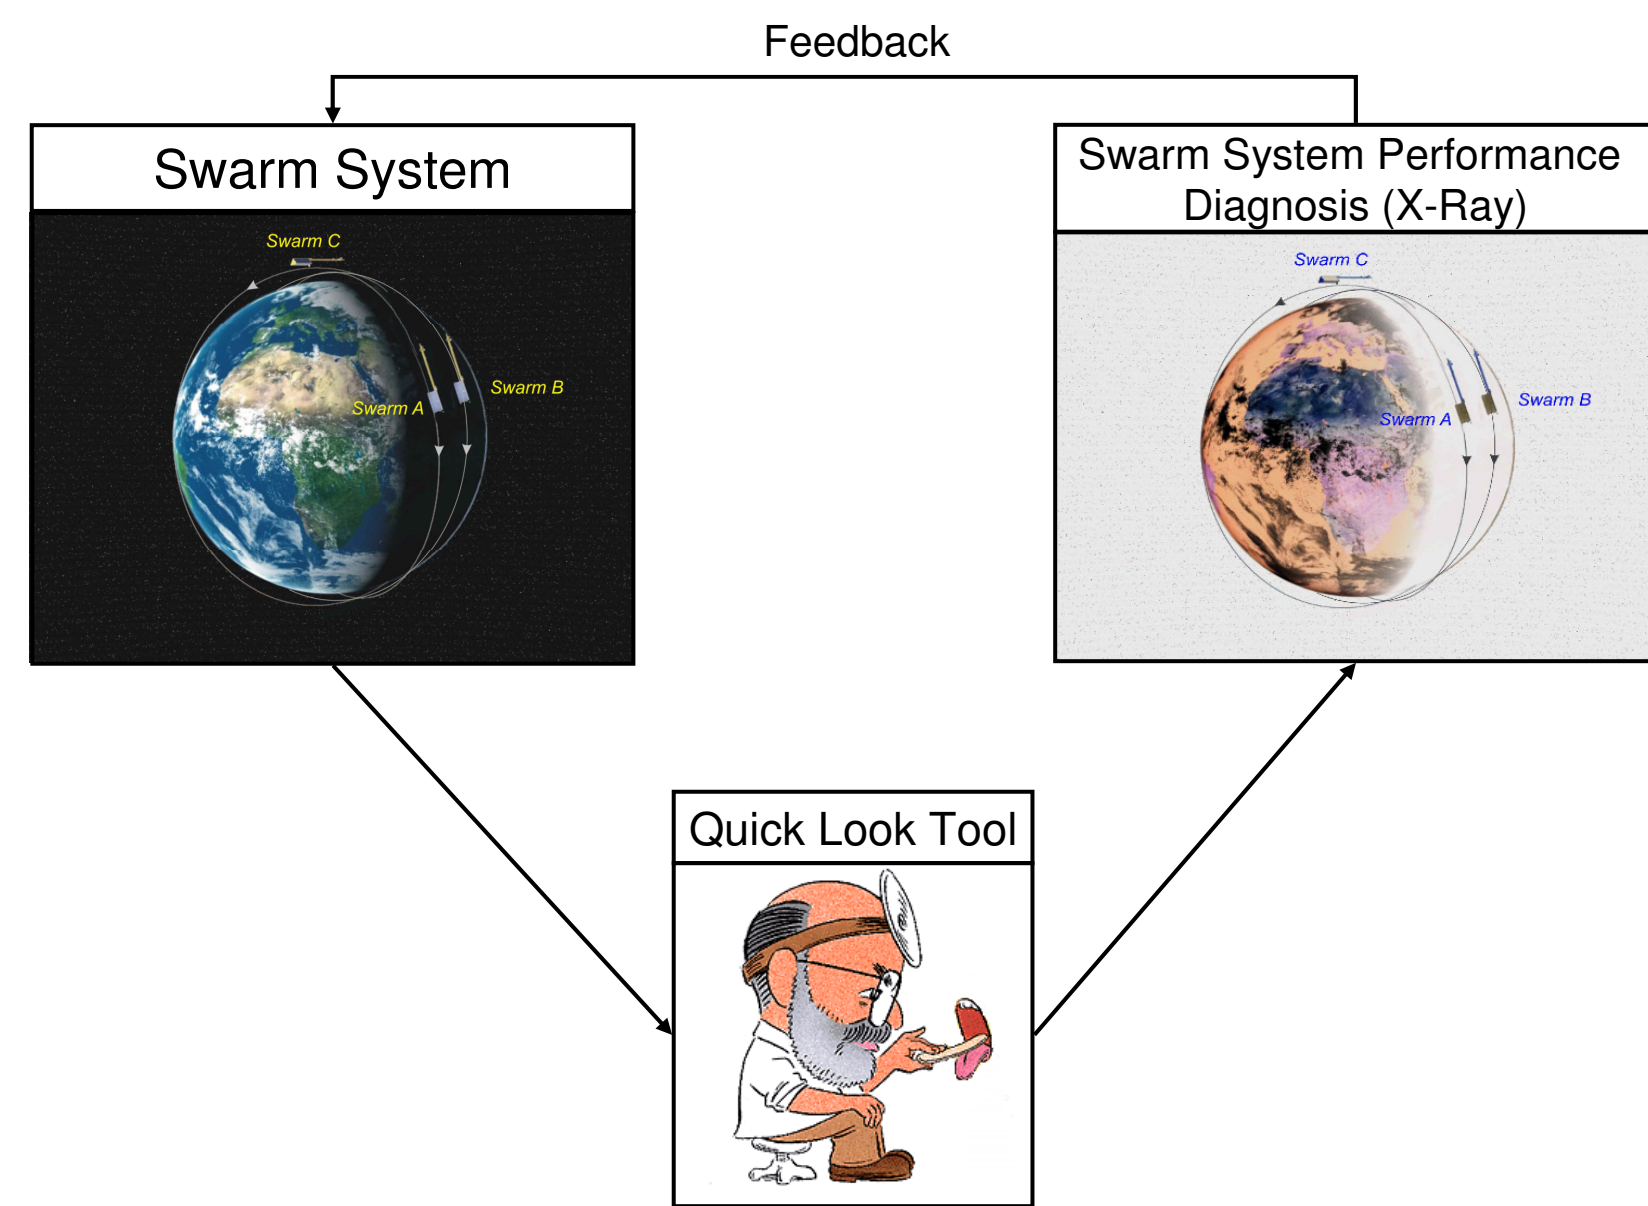 Feedback
Swarm System
Swarm C
Swarm B
Swarm A
Swarm System Performance
Diagnosis (X-Ray)
Swarm C
Swarm B
Swarm A
Quick Look Tool